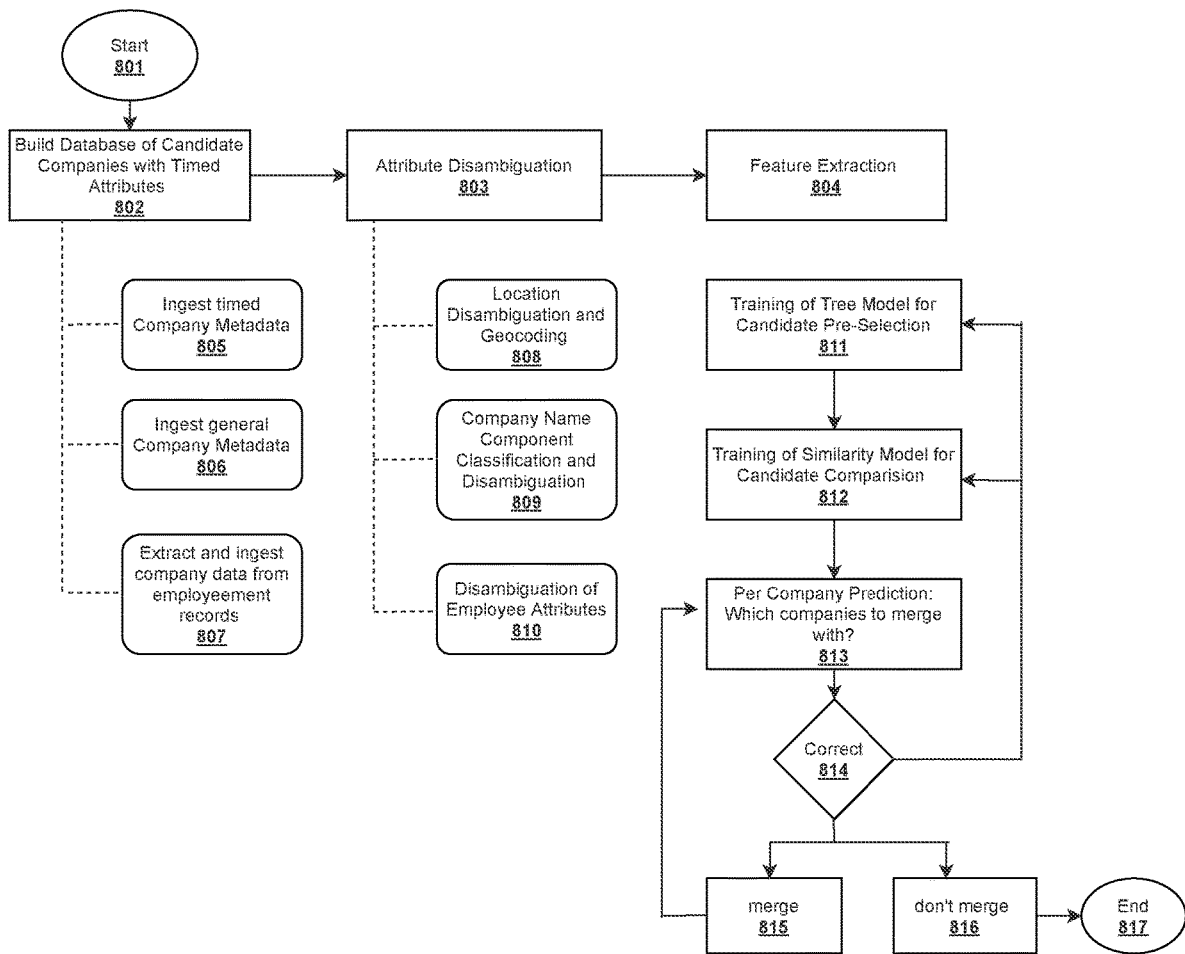 Start
801
Build Database of Candidate
Companies with Timed
Attributes
802
Attribute Disambiguation
803
Feature Extraction
804
Ingest timed
Company Metadata
805
Ingest general
Company Metadata
806
Extract and ingest
company data from
employeement
records
807
Location
Disambiguation and
Geocoding
808
Company Name
Component
Classification and
Disambiguation
809
Disambiguation of
Employee Attributes
810
Training of Tree Model for
Candidate Pre-Selection
811
Training of Similarity Model for
Candidate Comparision
812
Per Company Prediction:
Which companies to merge
with?
813
Correct
814
merge
815
don't merge
816
End
817